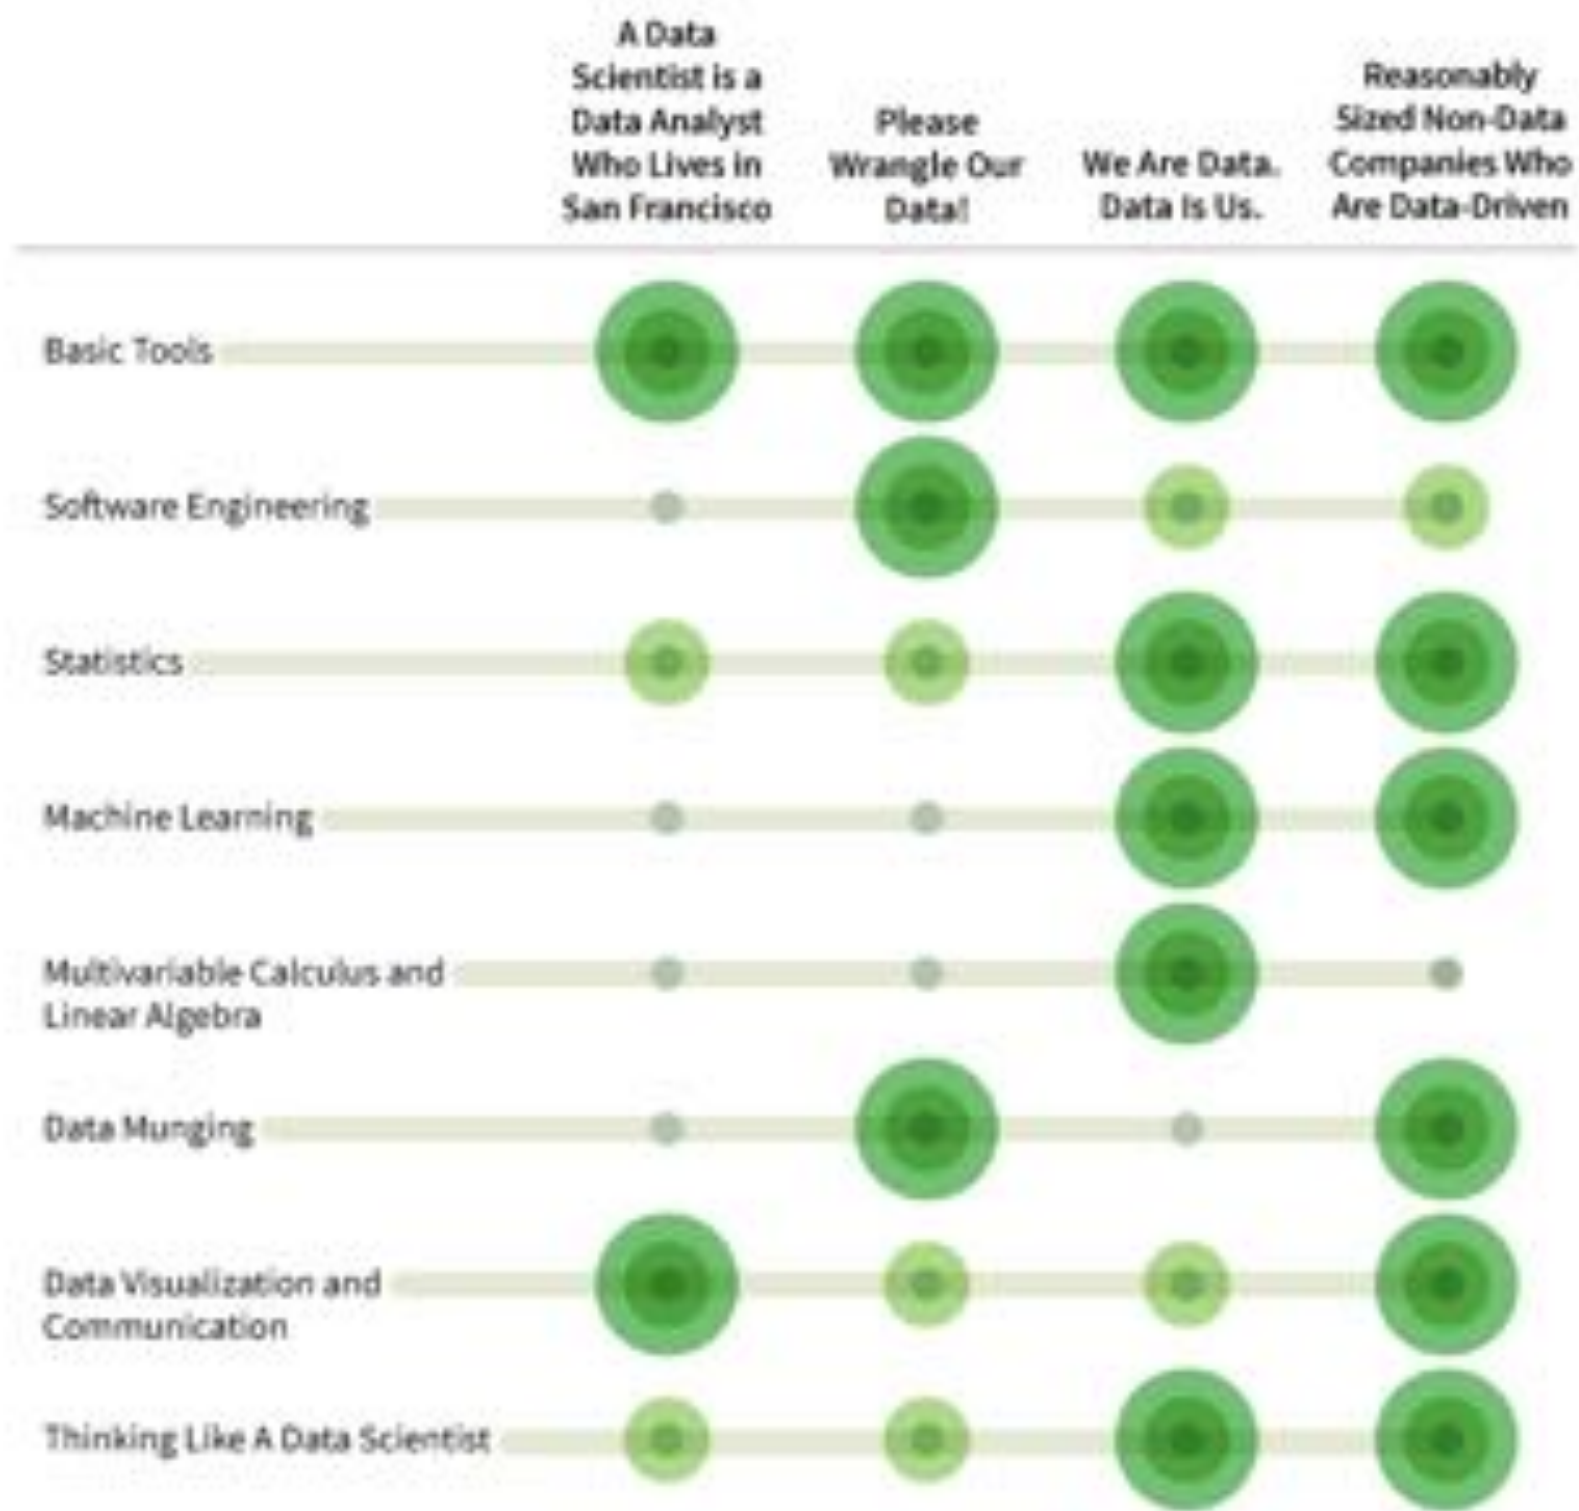 A Data
Scientist is a
Data Analyst
Who Lives in
San Francisco
Please
Wrangle Our
Data!
We Are Data.
Data Is Us.
Reasonably
Sized Non-Data
Companies Who
Are Data-Driven
Basic Tools
Software Engineering
Statistics
Machine Learning
Multivariable Calculus and
Linear Algebra
Data Munging
Data Visualization and
Communication
Thinking Like A Data Scientist